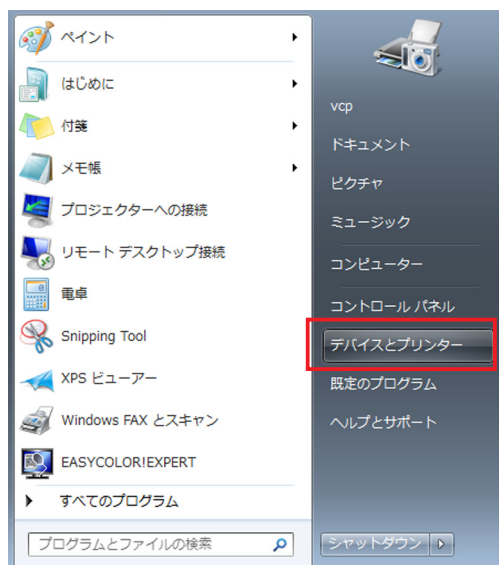 ペイント
はじめに
付箋
メモ帳
プロジェクターへの接続
リモート デスクトップ接続
電卓
Snipping Tool
XPS ビューアー
Windows FAX とスキャン
EASYCOLOR!EXPERT
すべてのプログラム
プログラムとファイルの検索
vcp
ドキュメント
ピクチャ
ミュージック
コンピューター
コントロール パネル
デバイスとプリンター
既定のプログラム
ヘルプとサポート
シャットダウン